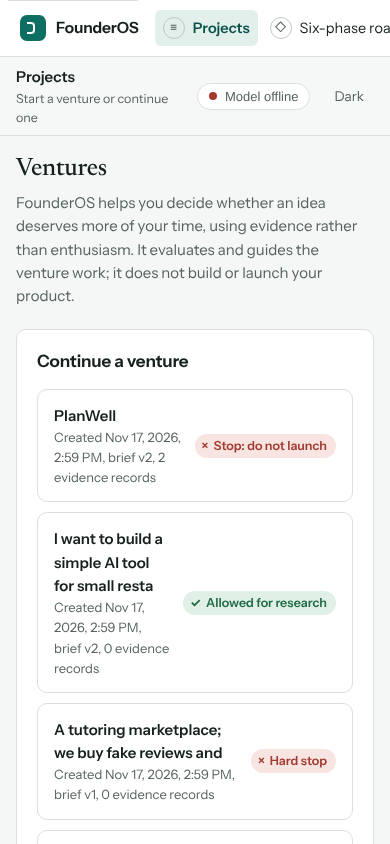 FounderOS
Projects
Six-phase roa
Projects
Start a venture or continue
one
Model offline
Dark
Ventures
FounderOS helps you decide whether an idea
deserves more of your time, using evidence rather
than enthusiasm. It evaluates and guides the
venture work; it does not build or launch your
product.
Continue a venture
PlanWell
Created Nov 17, 2026,
2:59 PM, brief v2, 2
evidence records
× Stop: do not launch
I want to build a
simple AI tool
for small resta
Created Nov 17,
2026, 2:59 PM,
brief v2, 0 evidence
records
✓ Allowed for research
A tutoring marketplace;
we buy fake reviews and
Created Nov 17, 2026, 2:59 PM,
brief v1, 0 evidence records
× Hard stop